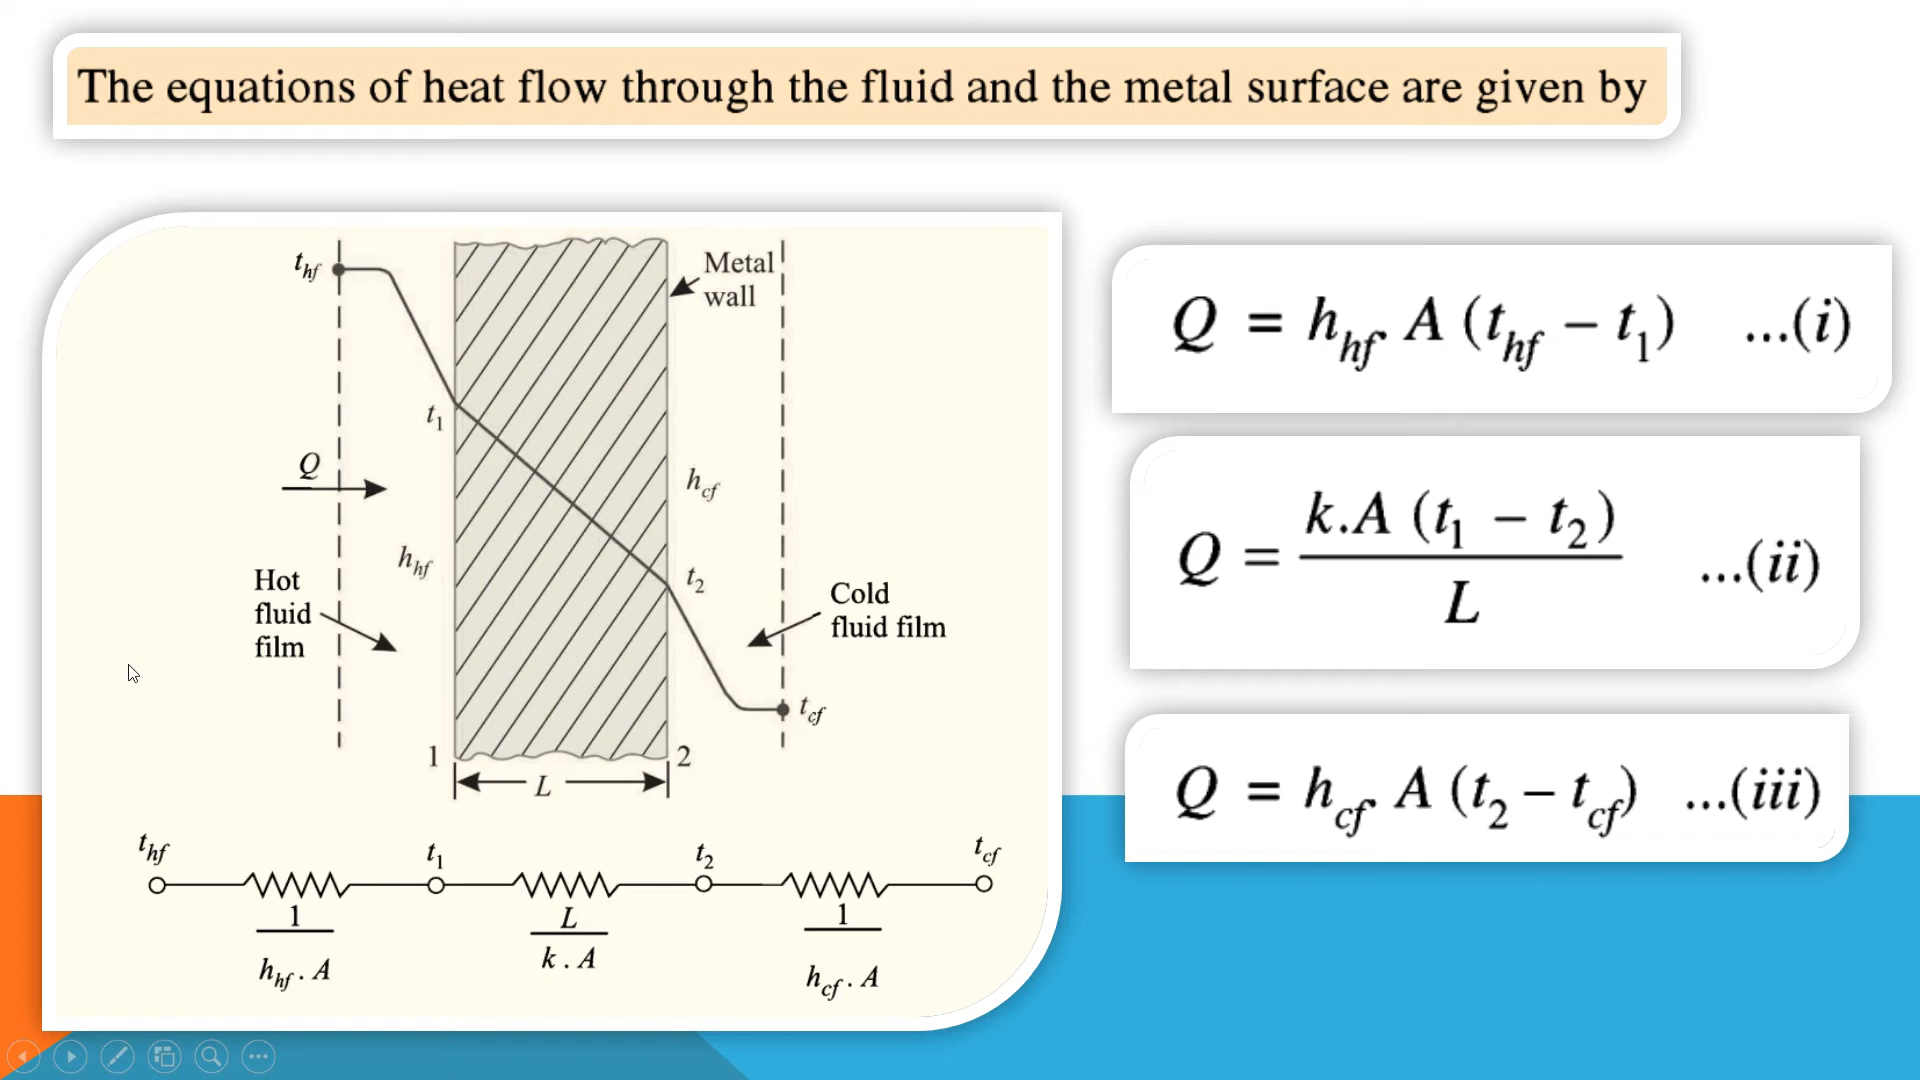 The equations of heat flow through the fluid and the metal surface are given by
t_hf
Metal
wall
t_1
Q
h_cf
h_hf
t_2
Hot
fluid
film
Cold
fluid film
t_cf
1
2
L
t_hf
t_1
t_2
t_cf
1
h_hf . A
L
k . A
1
h_cf . A
Q = h_hf A (t_hf – t_1) ...(i)
Q = k.A (t_1 – t_2) / L ...(ii)
Q = h_cf A (t_2 – t_cf) ...(iii)